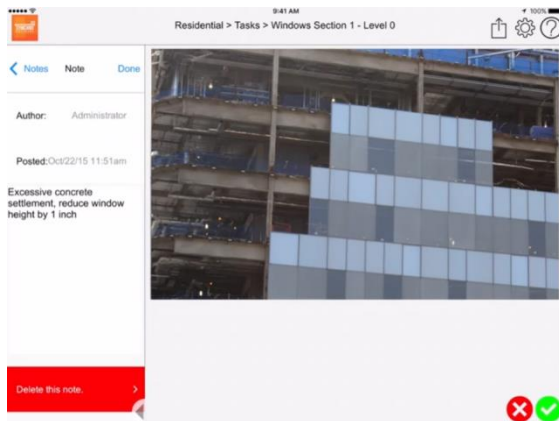 9:41 AM
100%
Residential > Tasks > Windows Section 1 - Level 0
Notes
Note
Done
Author: Administrator
Posted:Oct/22/15 11:51am
Excessive concrete
settlement, reduce window
height by 1 inch
Delete this note.